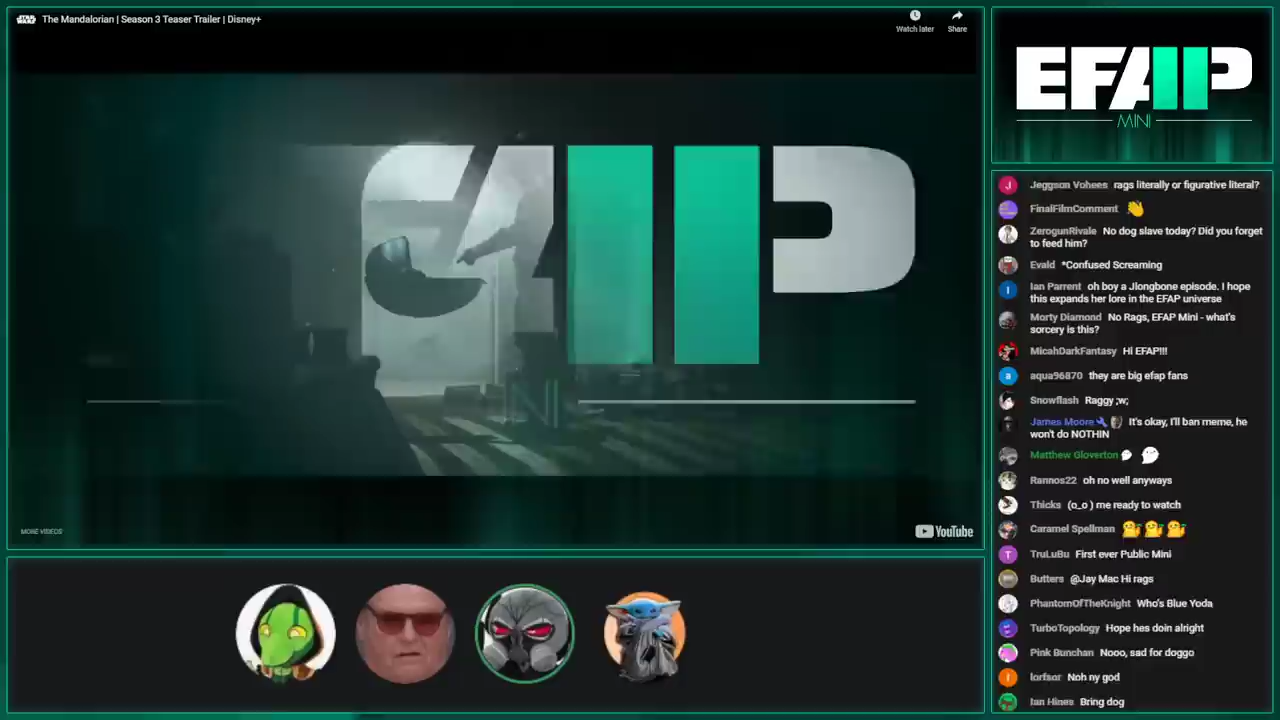 The Mandalorian | Season 3 Teaser Trailer | Disney+
Watch later
Share
EFAP
MINI
MORE VIDEOS
YouTube
EFAP
MINI
Jeggson Vohees rags literally or figurative literal?
FinalFilmComment
ZerogunRivale No dog slave today? Did you forget
to feed him?
Evald *Confused Screaming
Ian Parrent oh boy a Jiongbone episode. I hope
this expands her lore in the EFAP universe
Morty Diamond No Rags, EFAP Mini - what's
sorcery is this?
MicahDarkFantasy Hi EFAP!!!
aqua96870 they are big efap fans
Snowflash Raggy ;w;
James Moore It's okay, I'll ban meme, he
won't do NOTHIN
Matthew Gloverton
Rannos22 oh no well anyways
Thicks (o_o ) me ready to watch
Caramel Spellman
TruLuBu First ever Public Mini
Butters @Jay Mac Hi rags
PhantomOfTheKnight Who's Blue Yoda
TurboTopology Hope hes doin alright
Pink Bunchan Nooo, sad for doggo
lorfsor Noh ny god
Ian Hines Bring dog